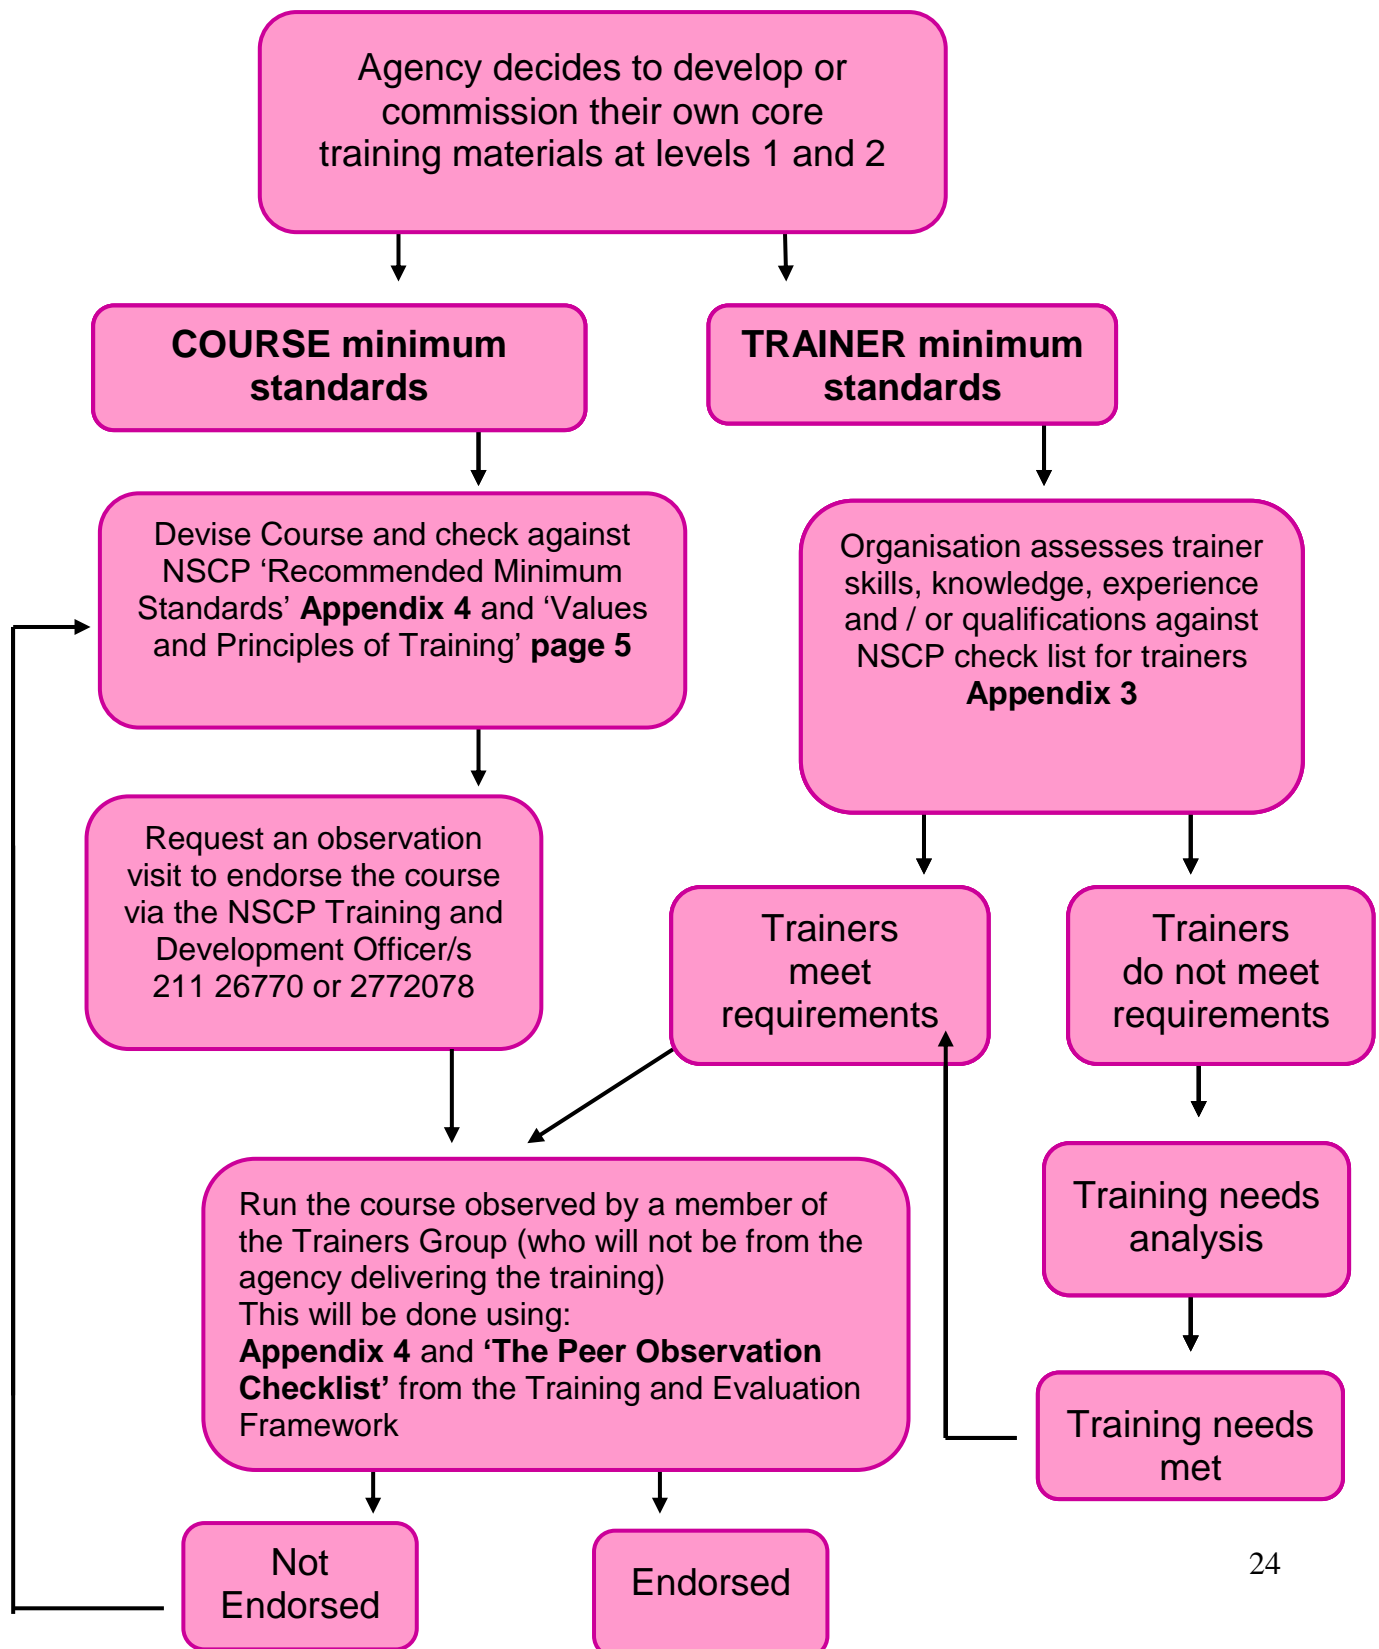 Agency decides to develop or
commission their own core
training materials at levels 1 and 2
COURSE minimum
standards
TRAINER minimum
standards
Devise Course and check against
NSCP ‘Recommended Minimum
Standards’ Appendix 4 and ‘Values
and Principles of Training’ page 5
Organisation assesses trainer
skills, knowledge, experience
and / or qualifications against
NSCP check list for trainers
Appendix 3
Request an observation
visit to endorse the course
via the NSCP Training and
Development Officer/s
211 26770 or 2772078
Trainers
meet
requirements
Trainers
do not meet
requirements
Training needs
analysis
Run the course observed by a member of
the Trainers Group (who will not be from the
agency delivering the training)
This will be done using:
Appendix 4 and ‘The Peer Observation
Checklist’ from the Training and Evaluation
Framework
Training needs
met
Not
Endorsed
Endorsed
24